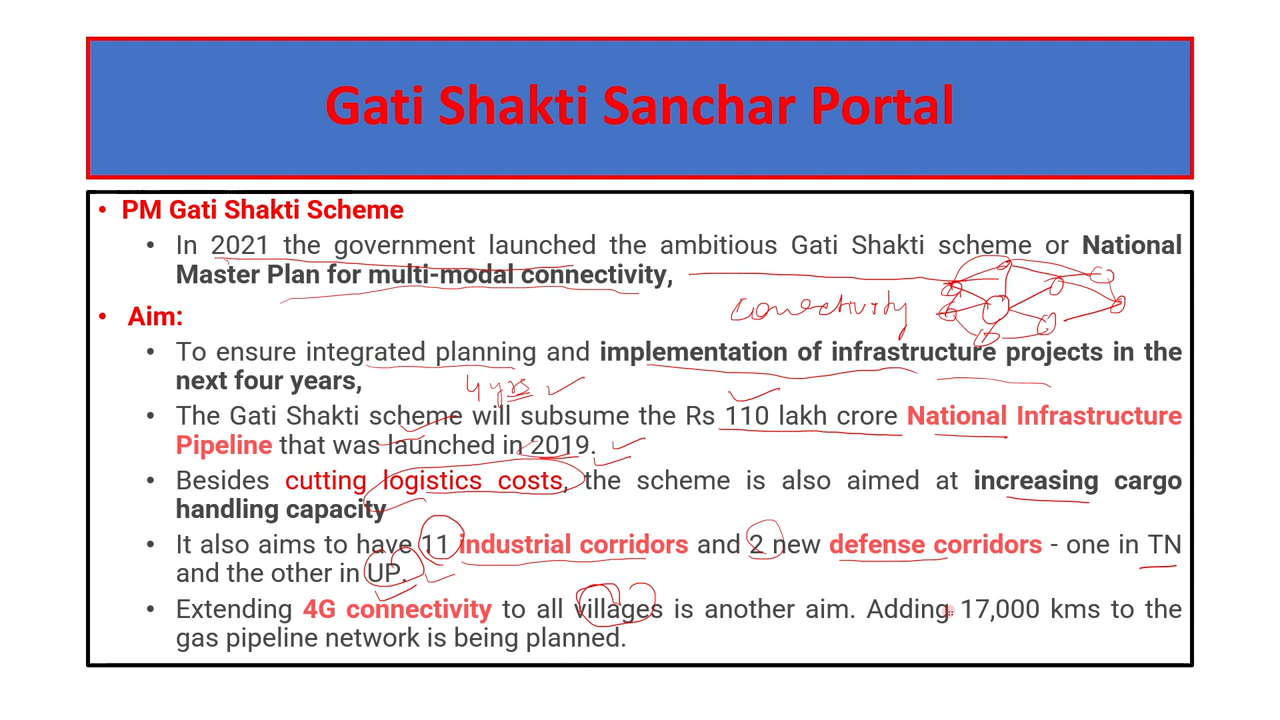 Gati Shakti Sanchar Portal
• PM Gati Shakti Scheme
• In 2021 the government launched the ambitious Gati Shakti scheme or National
Master Plan for multi-modal connectivity,
connectivity
• Aim:
• To ensure integrated planning and implementation of infrastructure projects in the
next four years,
4 yrs
• The Gati Shakti scheme will subsume the Rs 110 lakh crore National Infrastructure
Pipeline that was launched in 2019.
• Besides cutting logistics costs, the scheme is also aimed at increasing cargo
handling capacity
• It also aims to have 11 industrial corridors and 2 new defense corridors - one in TN
and the other in UP.
• Extending 4G connectivity to all villages is another aim. Adding 17,000 kms to the
gas pipeline network is being planned.